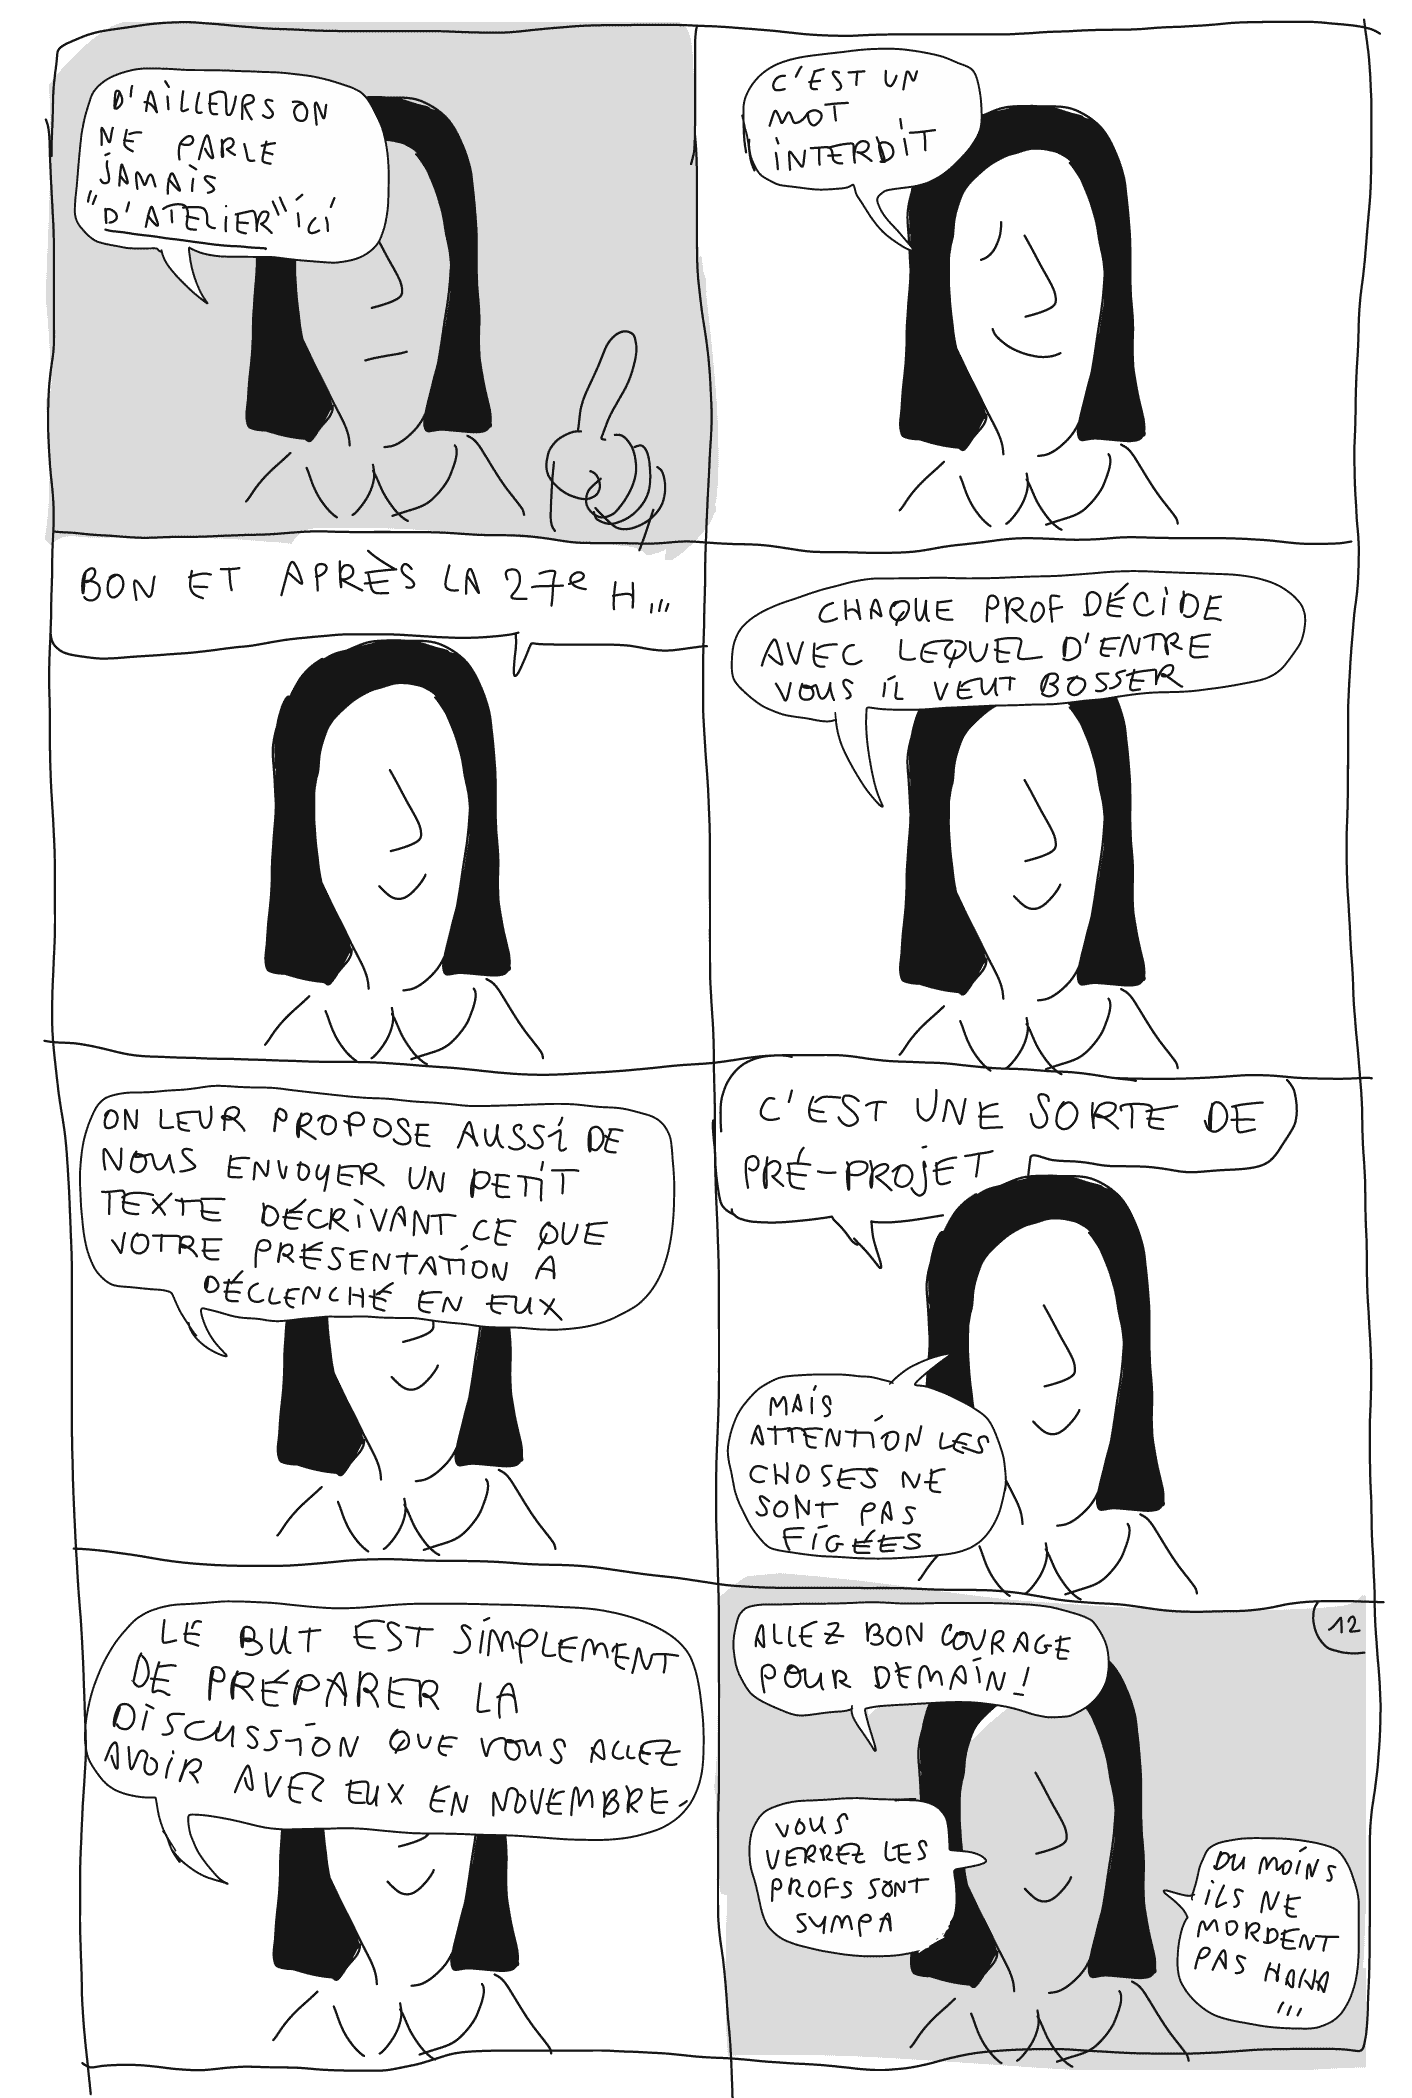 D'AILLEURS ON
NE PARLE
JAMAIS
"D'ATELIER" ICI
C'EST UN
MOT
INTERDIT
BON ET APRÈS LA 27e H...
CHAQUE PROF DÉCIDE
AVEC LEQUEL D'ENTRE
VOUS IL VEUT BOSSER
ON LEUR PROPOSE AUSSI DE
NOUS ENVOYER UN PETIT
TEXTE DÉCRIVANT CE QUE
VOTRE PRÉSENTATION A
DÉCLENCHÉ EN EUX
C'EST UNE SORTE DE
PRÉ-PROJET
MAIS
ATTENTION LES
CHOSES NE
SONT PAS
FIGÉES
LE BUT EST SIMPLEMENT
DE PRÉPARER LA
DISCUSSION QUE VOUS ALLEZ
AVOIR AVEC EUX EN NOVEMBRE.
12
ALLEZ BON COURAGE
POUR DEMAIN!
VOUS
VERREZ LES
PROFS SONT
SYMPA
DU MOINS
ILS NE
MORDENT
PAS HAHA
!!!